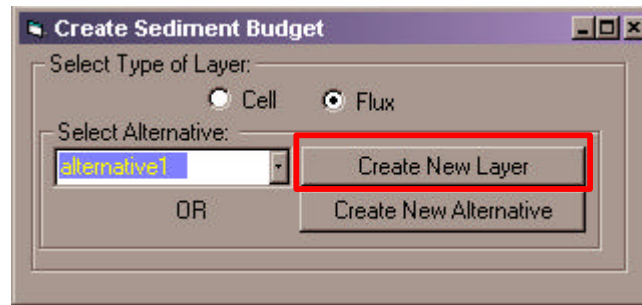 Create Sediment Budget
Select Type of Layer:
Cell Flux
Select Alternative:
alternative1 Create New Layer
OR Create New Alternative